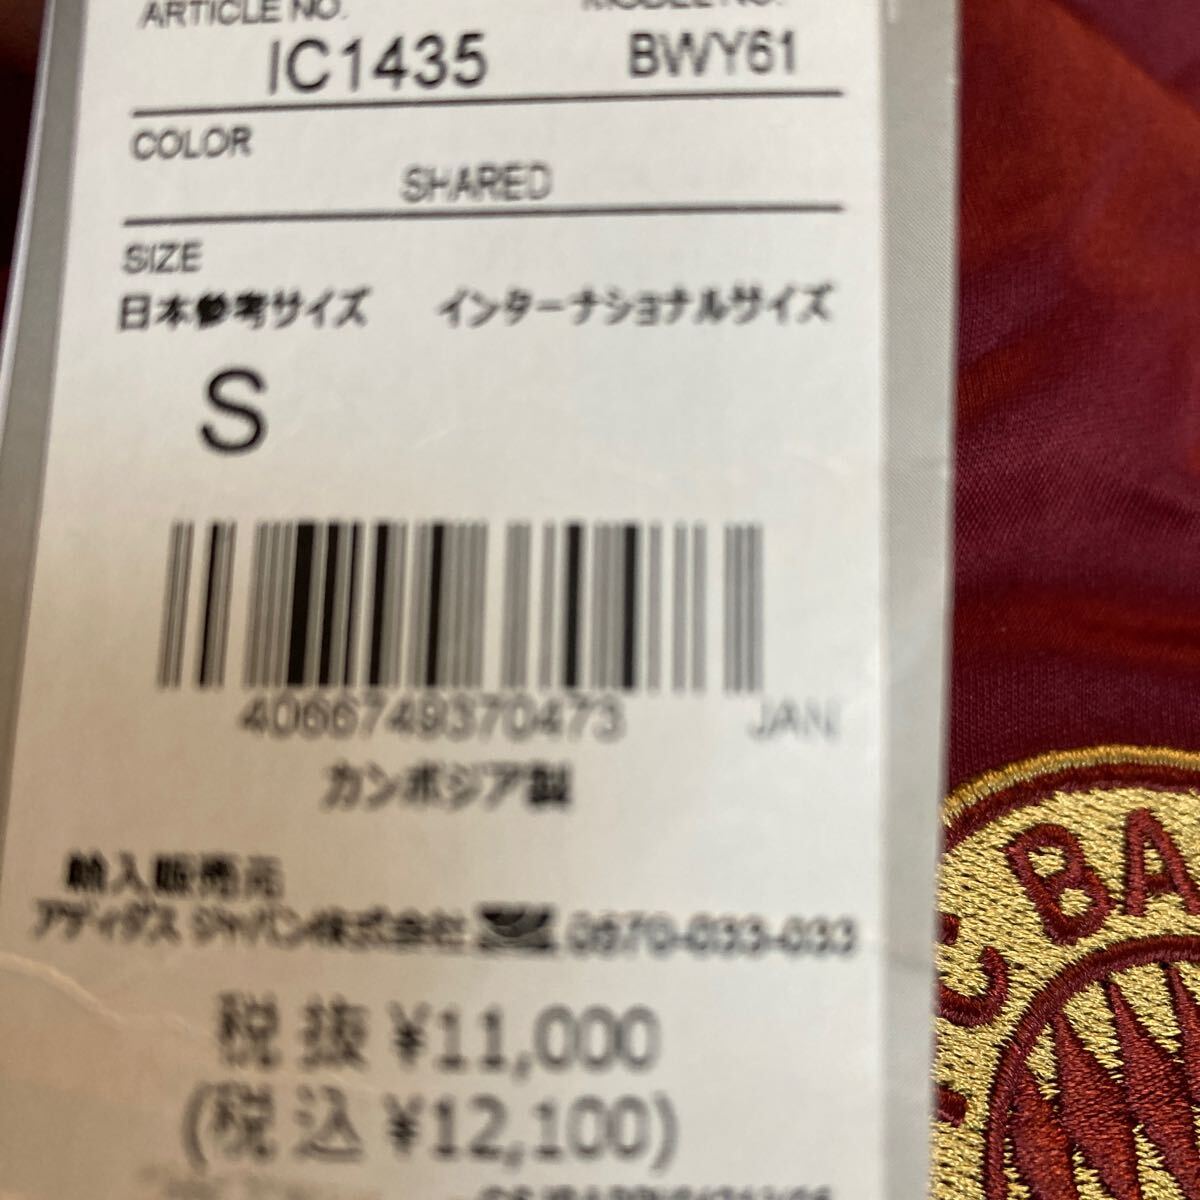 ARTICLE NO. MODEL NO.
IC1435 BWY61
COLOR
SHARED
SIZE
日本参考サイズ インターナショナルサイズ
S
4066749370473 JAN
カンボジア製
輸入販売元
アディダス ジャパン株式会社 0570-033-033
税抜 ¥11,000
(税込 ¥12,100)
C BA